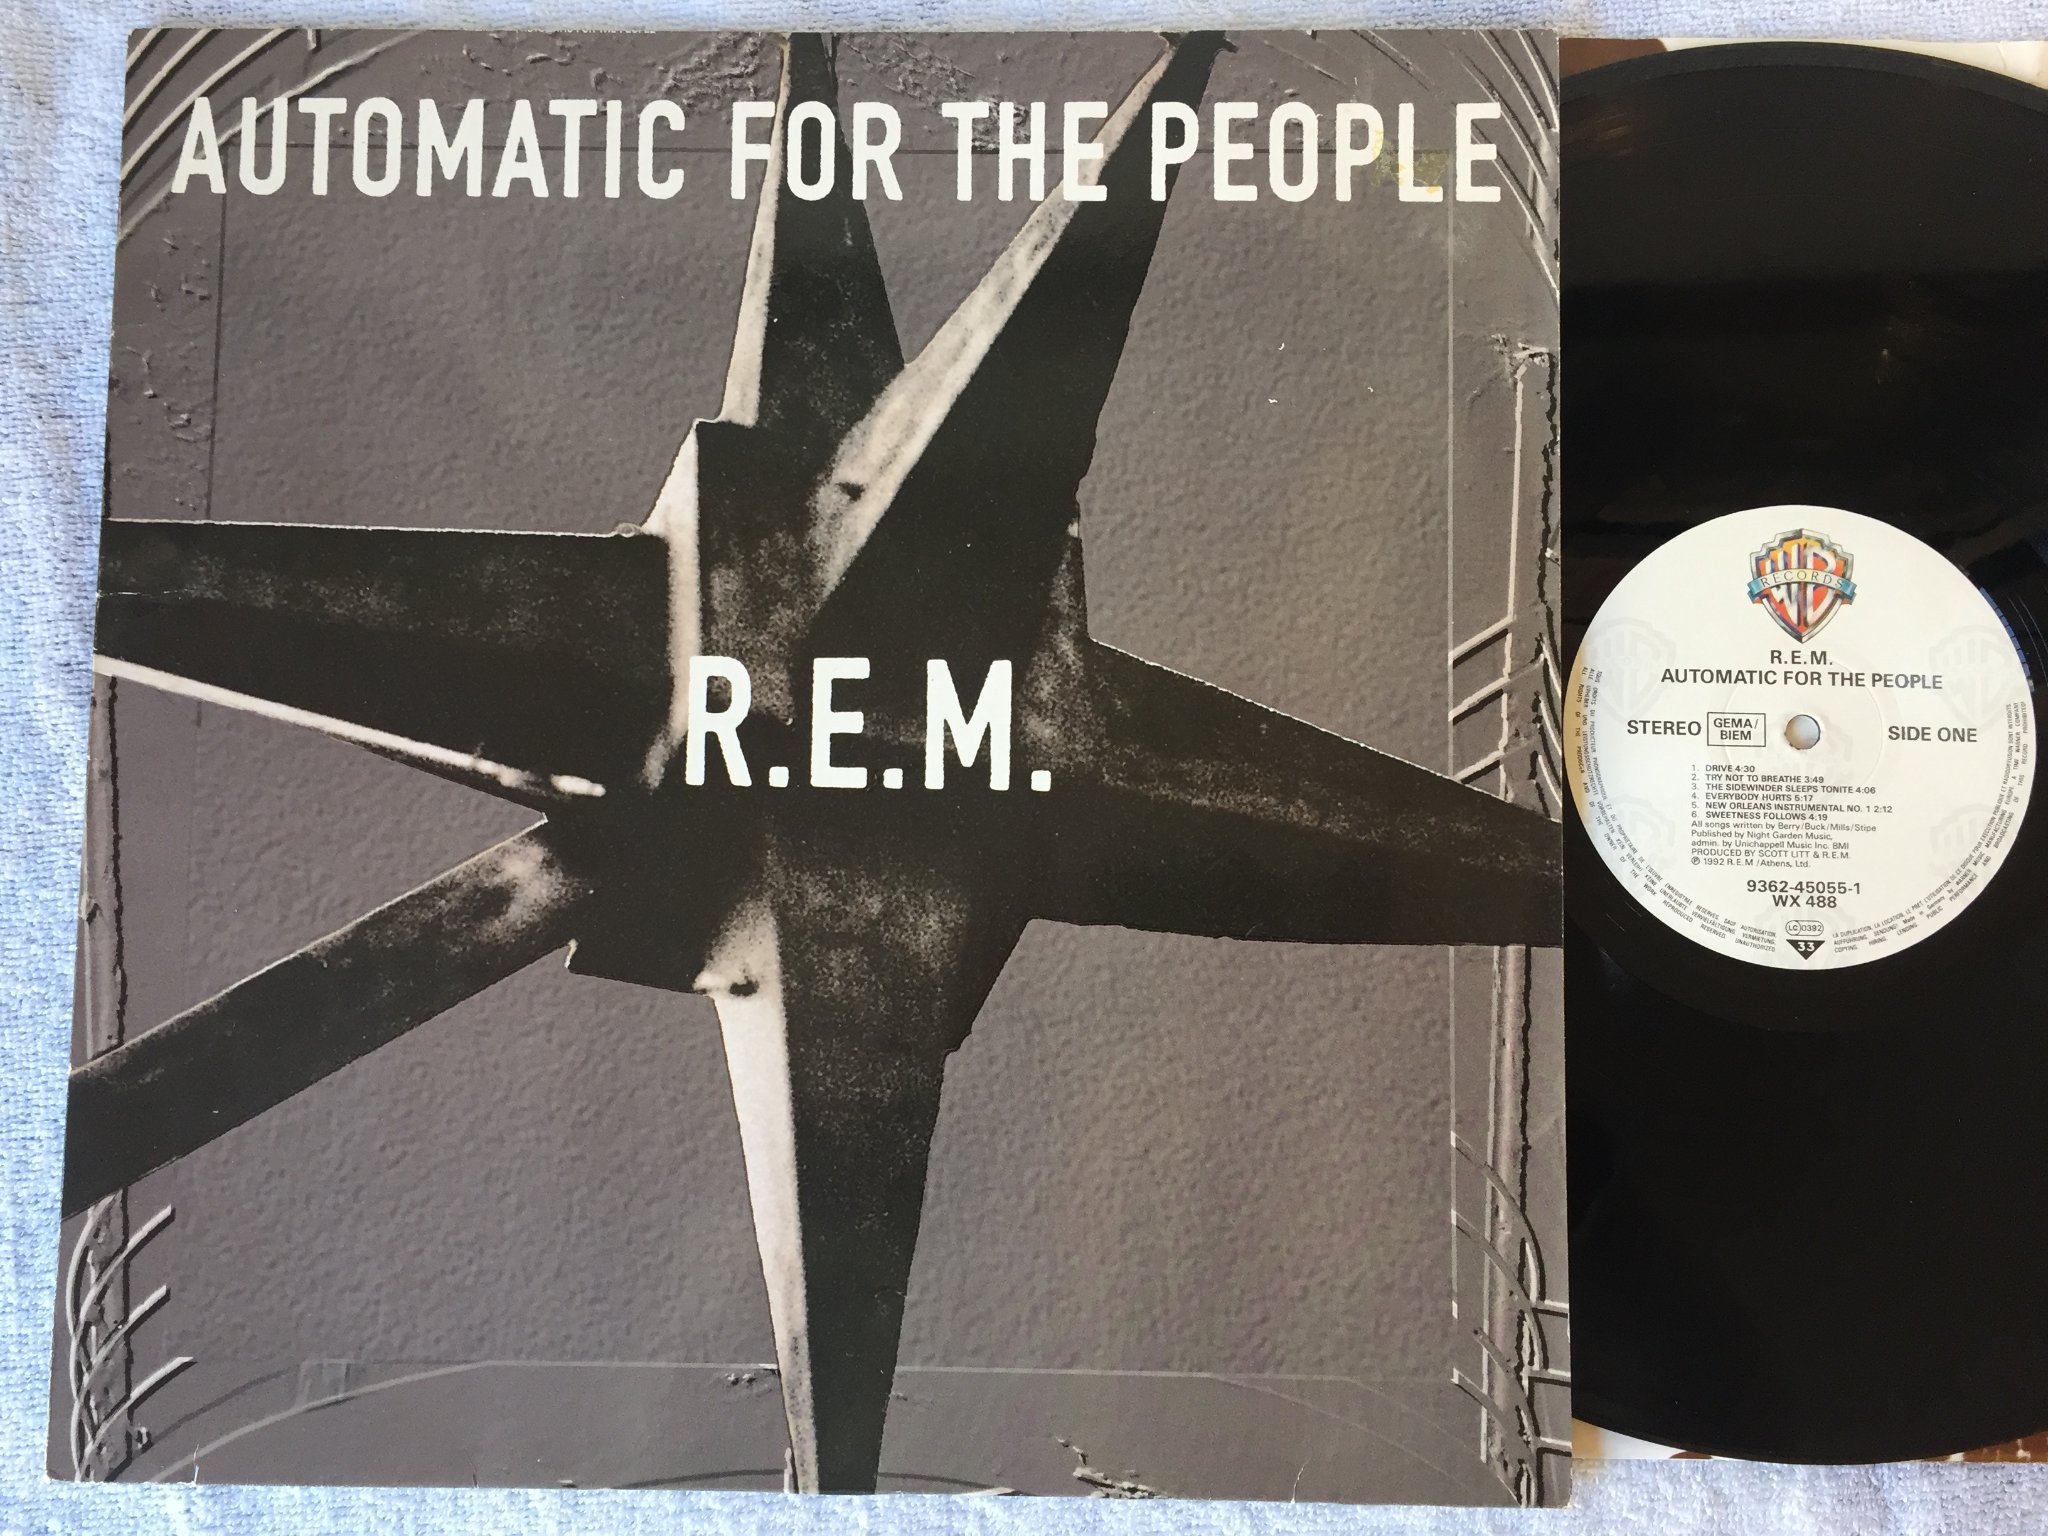 AUTOMATIC FOR THE PEOPLE
R.E.M.
RECORDS
R.E.M.
AUTOMATIC FOR THE PEOPLE
STEREO
GEMA/
BIEM
SIDE ONE
1. DRIVE 4:30
2. TRY NOT TO BREATHE 3:49
3. THE SIDEWINDER SLEEPS TONITE 4:06
4. EVERYBODY HURTS 5:17
5. NEW ORLEANS INSTRUMENTAL NO. 1 2:12
6. SWEETNESS FOLLOWS 4:19
All songs written by Berry/Buck/Mills/Stipe
Published by Night Garden Music,
admin. by Unichappell Music Inc. BMI
PRODUCED BY SCOTT LITT & R.E.M.
℗ 1992 R.E.M /Athens, Ltd.
9362-45055-1
WX 488
LC 0392
33